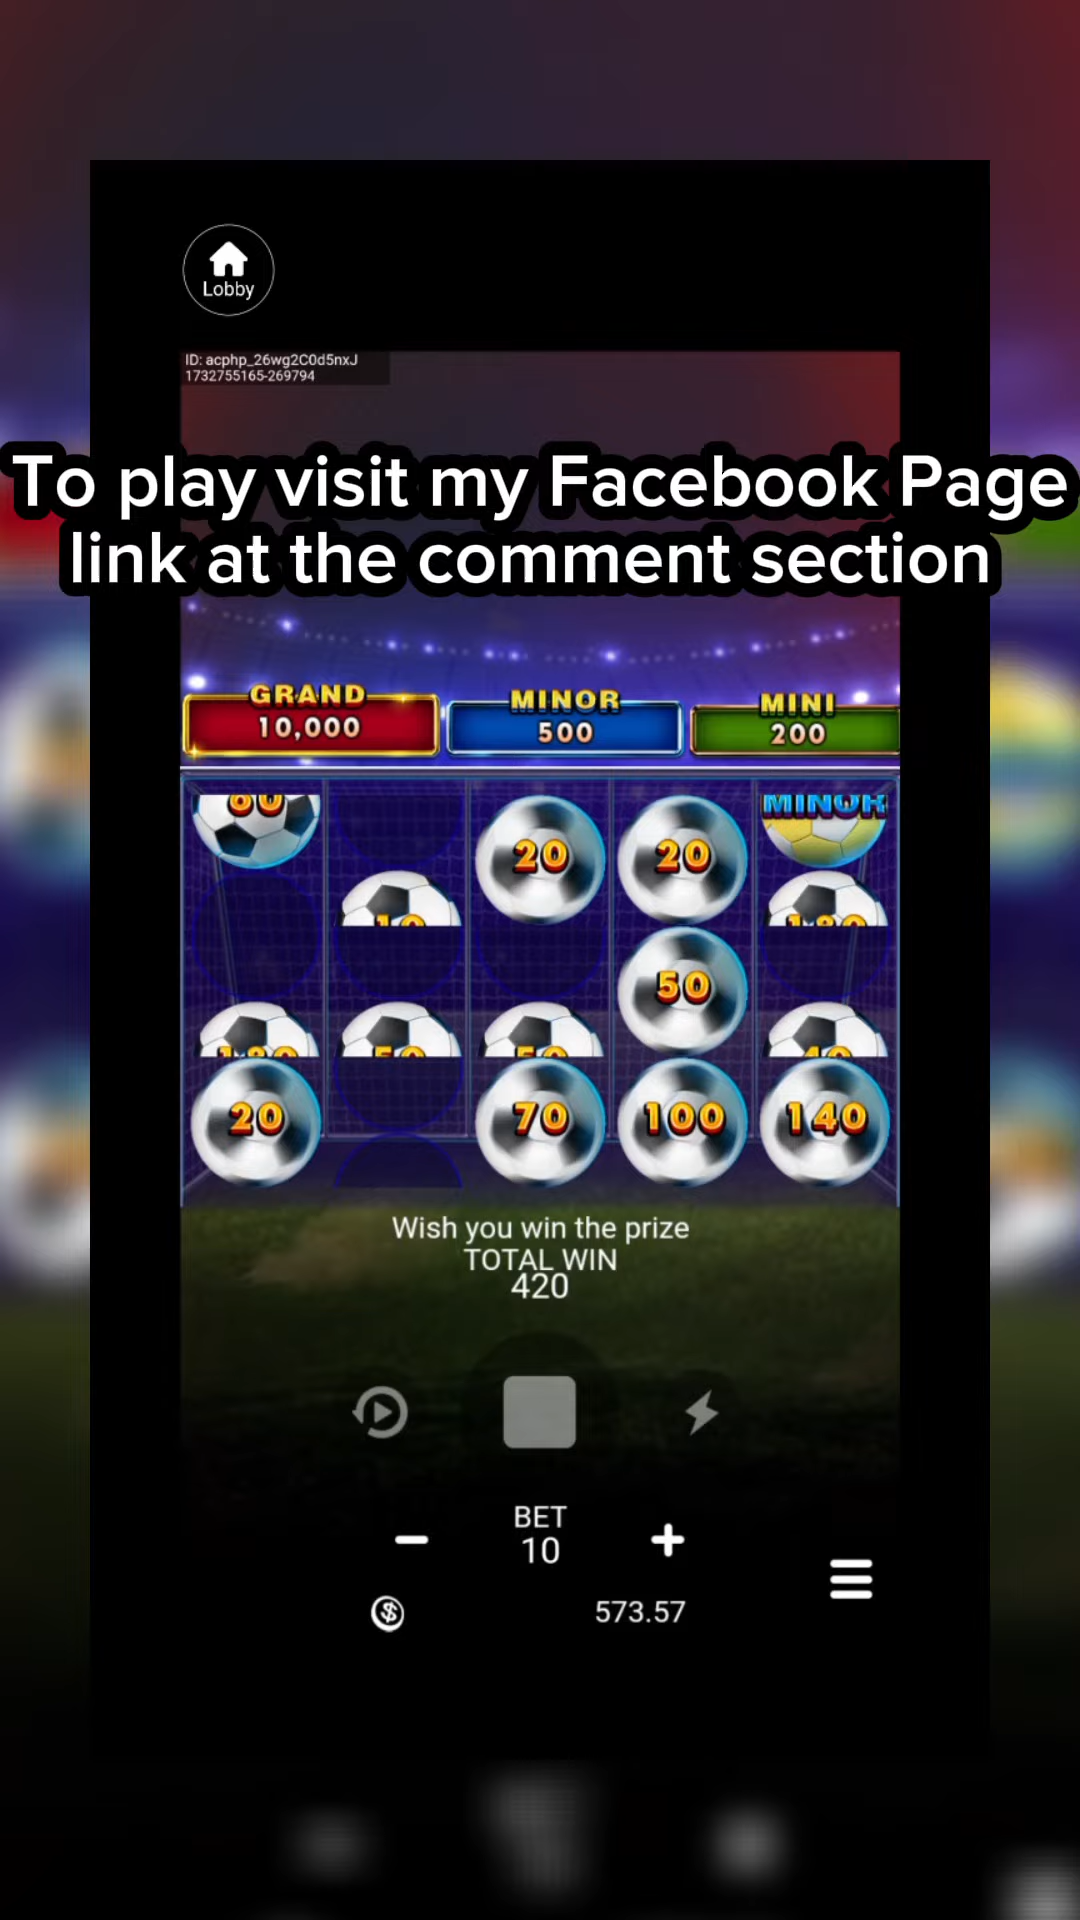 Lobby
ID: acphp_26wg2C0d5nxJ
1732755165-269794
To play visit my Facebook Page
link at the comment section
GRAND
10,000
MINOR
500
MINI
200
20
20
MINOR
50
20
70
100
140
Wish you win the prize
TOTAL WIN
420
BET
10
573.57